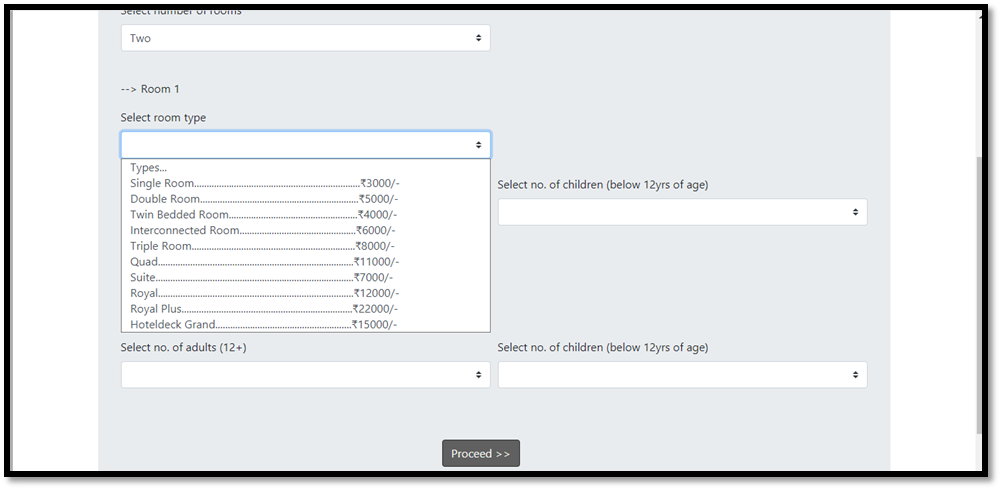 Select number of rooms
Two
--> Room 1
Select room type
Types...
Single Room..................................................................₹3000/-
Double Room...............................................................₹5000/-
Twin Bedded Room...................................................₹4000/-
Interconnected Room..............................................₹6000/-
Triple Room.................................................................₹8000/-
Quad..............................................................................₹11000/-
Suite...............................................................................₹7000/-
Royal..............................................................................₹12000/-
Royal Plus....................................................................₹22000/-
Hoteldeck Grand......................................................₹15000/-
Select no. of children (below 12yrs of age)
Select no. of adults (12+)
Select no. of children (below 12yrs of age)
Proceed >>